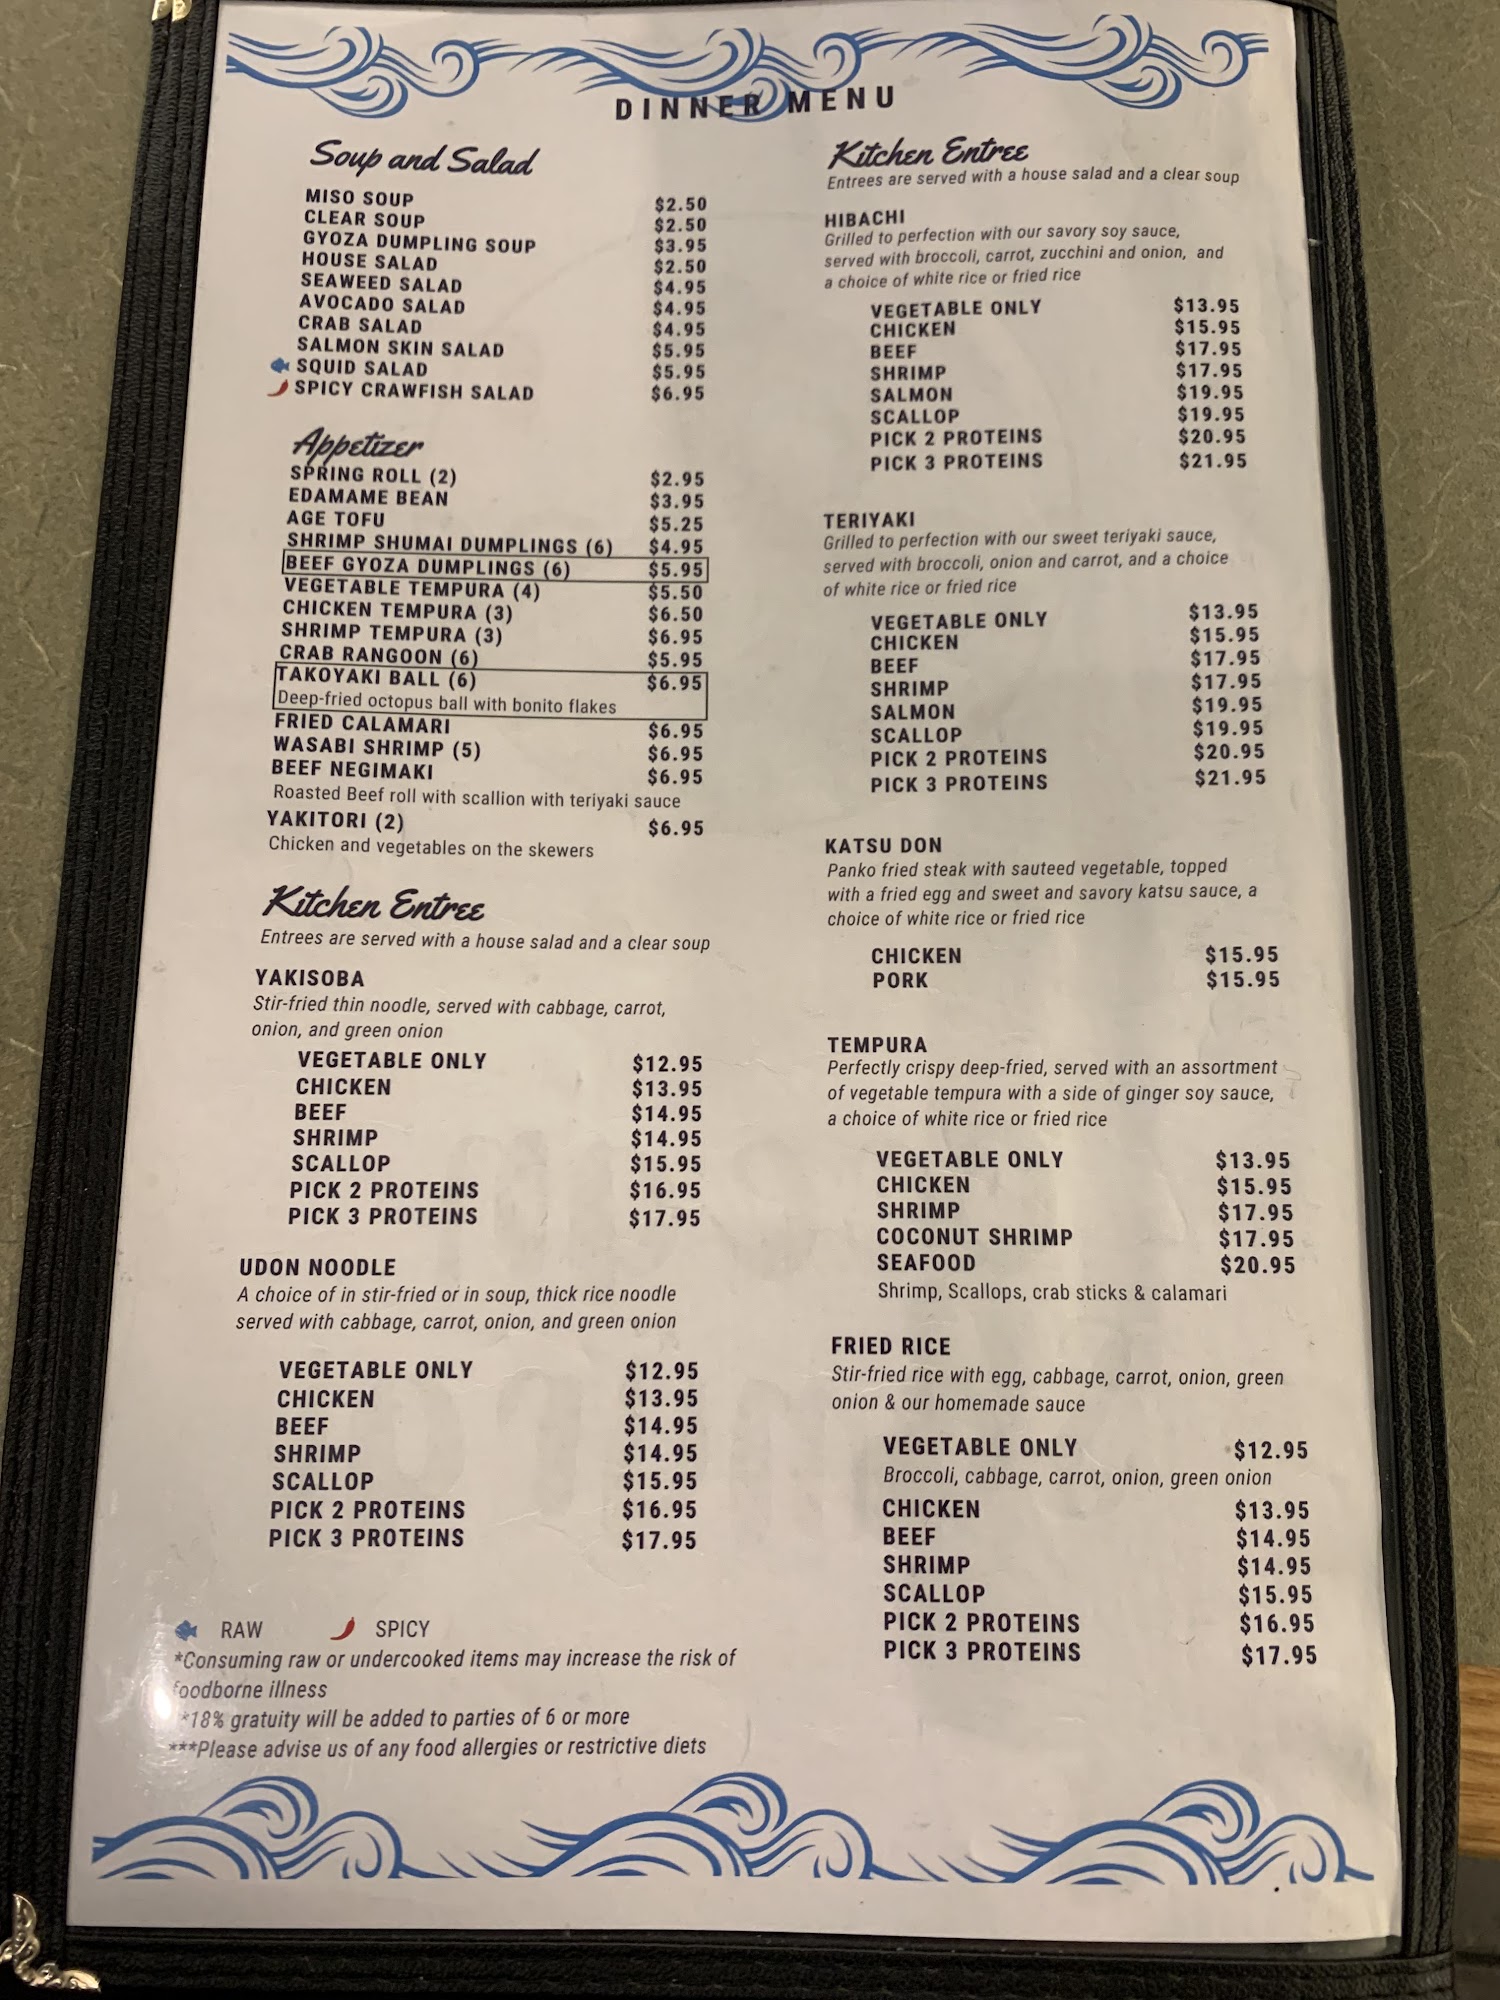 DINNER MENU
Soup and Salad
MISO SOUP $2.50
CLEAR SOUP $2.50
GYOZA DUMPLING SOUP $3.95
HOUSE SALAD $2.50
SEAWEED SALAD $4.95
AVOCADO SALAD $4.95
CRAB SALAD $4.95
SALMON SKIN SALAD $5.95
SQUID SALAD $5.95
SPICY CRAWFISH SALAD $6.95
Appetizer
SPRING ROLL (2) $2.95
EDAMAME BEAN $3.95
AGE TOFU $5.25
SHRIMP SHUMAI DUMPLINGS (6) $4.95
BEEF GYOZA DUMPLINGS (6) $5.95
VEGETABLE TEMPURA (4) $5.50
CHICKEN TEMPURA (3) $6.50
SHRIMP TEMPURA (3) $6.95
CRAB RANGOON (6) $5.95
TAKOYAKI BALL (6) $6.95
Deep-fried octopus ball with bonito flakes
FRIED CALAMARI $6.95
WASABI SHRIMP (5) $6.95
BEEF NEGIMAKI $6.95
Roasted Beef roll with scallion with teriyaki sauce
YAKITORI (2) $6.95
Chicken and vegetables on the skewers
Kitchen Entree
Entrees are served with a house salad and a clear soup
YAKISOBA
Stir-fried thin noodle, served with cabbage, carrot,
onion, and green onion
VEGETABLE ONLY $12.95
CHICKEN $13.95
BEEF $14.95
SHRIMP $14.95
SCALLOP $15.95
PICK 2 PROTEINS $16.95
PICK 3 PROTEINS $17.95
UDON NOODLE
A choice of in stir-fried or in soup, thick rice noodle
served with cabbage, carrot, onion, and green onion
VEGETABLE ONLY $12.95
CHICKEN $13.95
BEEF $14.95
SHRIMP $14.95
SCALLOP $15.95
PICK 2 PROTEINS $16.95
PICK 3 PROTEINS $17.95
RAW SPICY
*Consuming raw or undercooked items may increase the risk of
foodborne illness
*18% gratuity will be added to parties of 6 or more
***Please advise us of any food allergies or restrictive diets
Kitchen Entree
Entrees are served with a house salad and a clear soup
HIBACHI
Grilled to perfection with our savory soy sauce,
served with broccoli, carrot, zucchini and onion, and
a choice of white rice or fried rice
VEGETABLE ONLY $13.95
CHICKEN $15.95
BEEF $17.95
SHRIMP $17.95
SALMON $19.95
SCALLOP $19.95
PICK 2 PROTEINS $20.95
PICK 3 PROTEINS $21.95
TERIYAKI
Grilled to perfection with our sweet teriyaki sauce,
served with broccoli, onion and carrot, and a choice
of white rice or fried rice
VEGETABLE ONLY $13.95
CHICKEN $15.95
BEEF $17.95
SHRIMP $17.95
SALMON $19.95
SCALLOP $19.95
PICK 2 PROTEINS $20.95
PICK 3 PROTEINS $21.95
KATSU DON
Panko fried steak with sauteed vegetable, topped
with a fried egg and sweet and savory katsu sauce, a
choice of white rice or fried rice
CHICKEN $15.95
PORK $15.95
TEMPURA
Perfectly crispy deep-fried, served with an assortment
of vegetable tempura with a side of ginger soy sauce,
a choice of white rice or fried rice
VEGETABLE ONLY $13.95
CHICKEN $15.95
SHRIMP $17.95
COCONUT SHRIMP $17.95
SEAFOOD $20.95
Shrimp, Scallops, crab sticks & calamari
FRIED RICE
Stir-fried rice with egg, cabbage, carrot, onion, green
onion & our homemade sauce
VEGETABLE ONLY $12.95
Broccoli, cabbage, carrot, onion, green onion
CHICKEN $13.95
BEEF $14.95
SHRIMP $14.95
SCALLOP $15.95
PICK 2 PROTEINS $16.95
PICK 3 PROTEINS $17.95